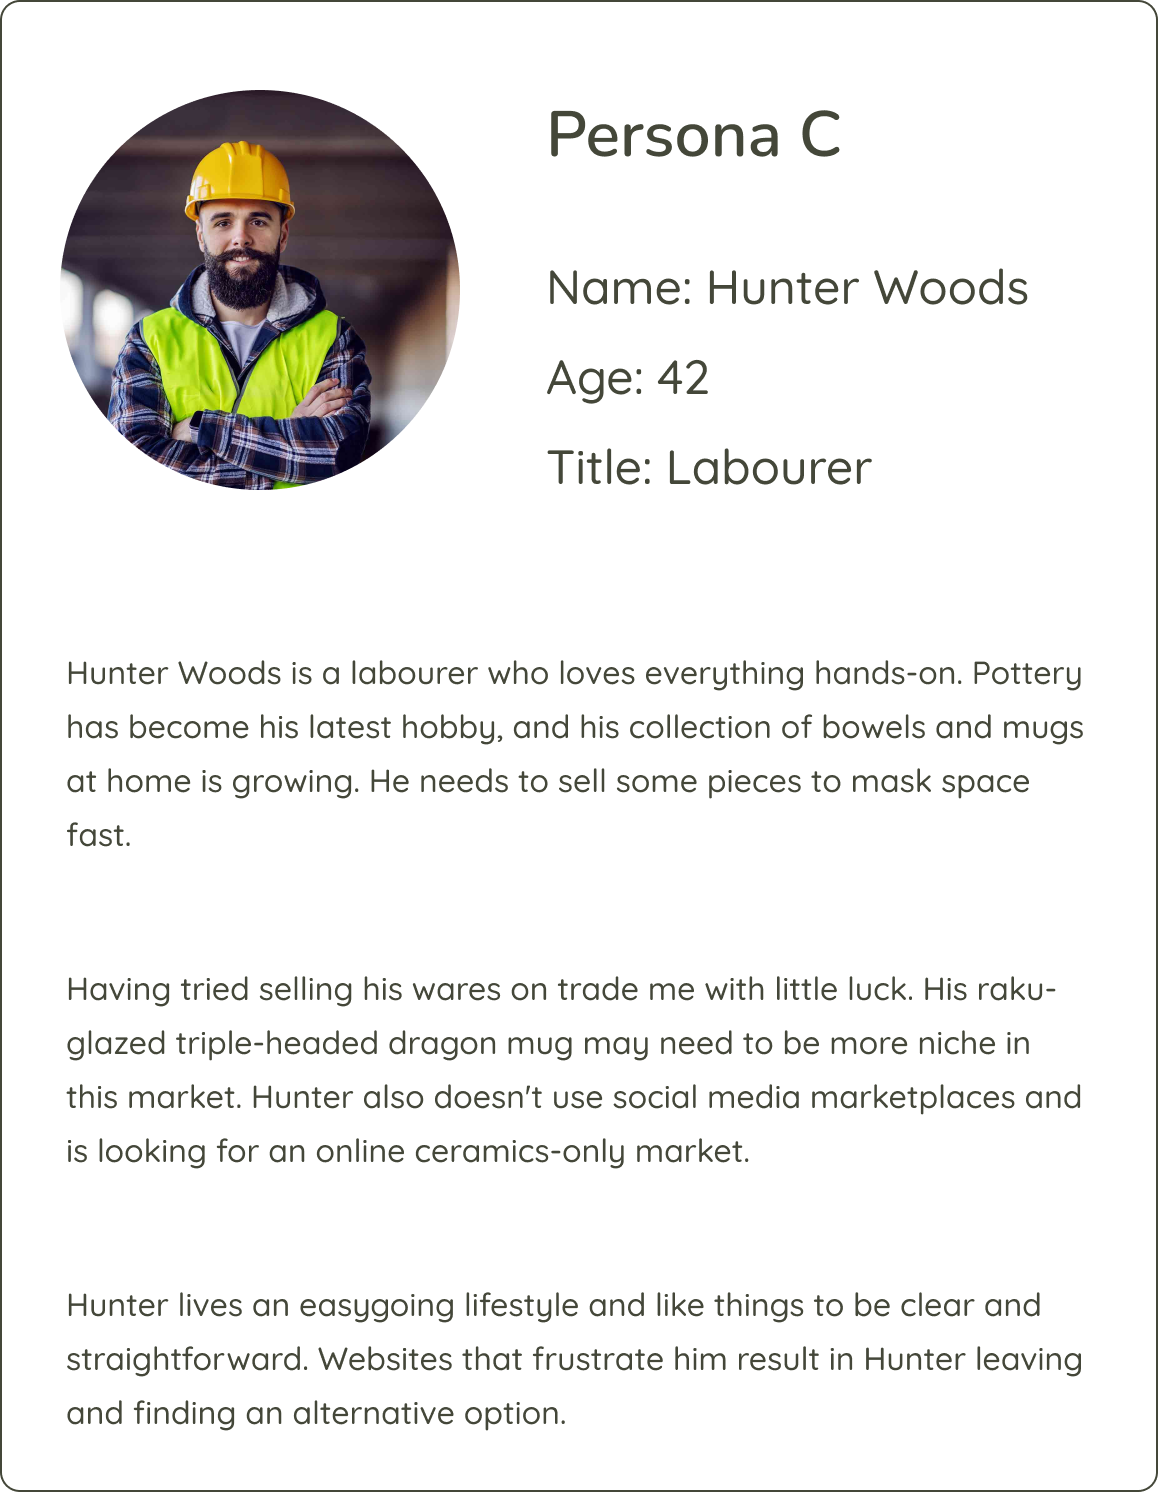 Persona C
Name: Hunter Woods
Age: 42
Title: Labourer
Hunter Woods is a labourer who loves everything hands-on. Pottery
has become his latest hobby, and his collection of bowels and mugs
at home is growing. He needs to sell some pieces to mask space
fast.
Having tried selling his wares on trade me with little luck. His raku-
glazed triple-headed dragon mug may need to be more niche in
this market. Hunter also doesn't use social media marketplaces and
is looking for an online ceramics-only market.
Hunter lives an easygoing lifestyle and like things to be clear and
straightforward. Websites that frustrate him result in Hunter leaving
and finding an alternative option.